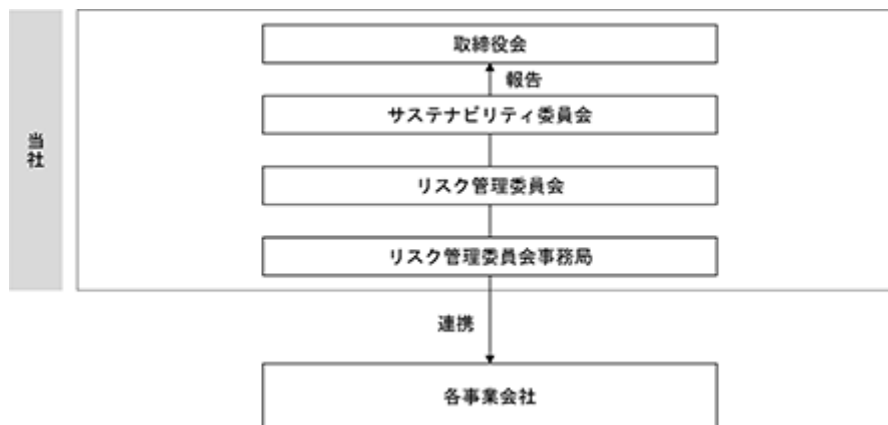 取締役会
報告
サステナビリティ委員会
当社
リスク管理委員会
リスク管理委員会事務局
連携
各事業会社